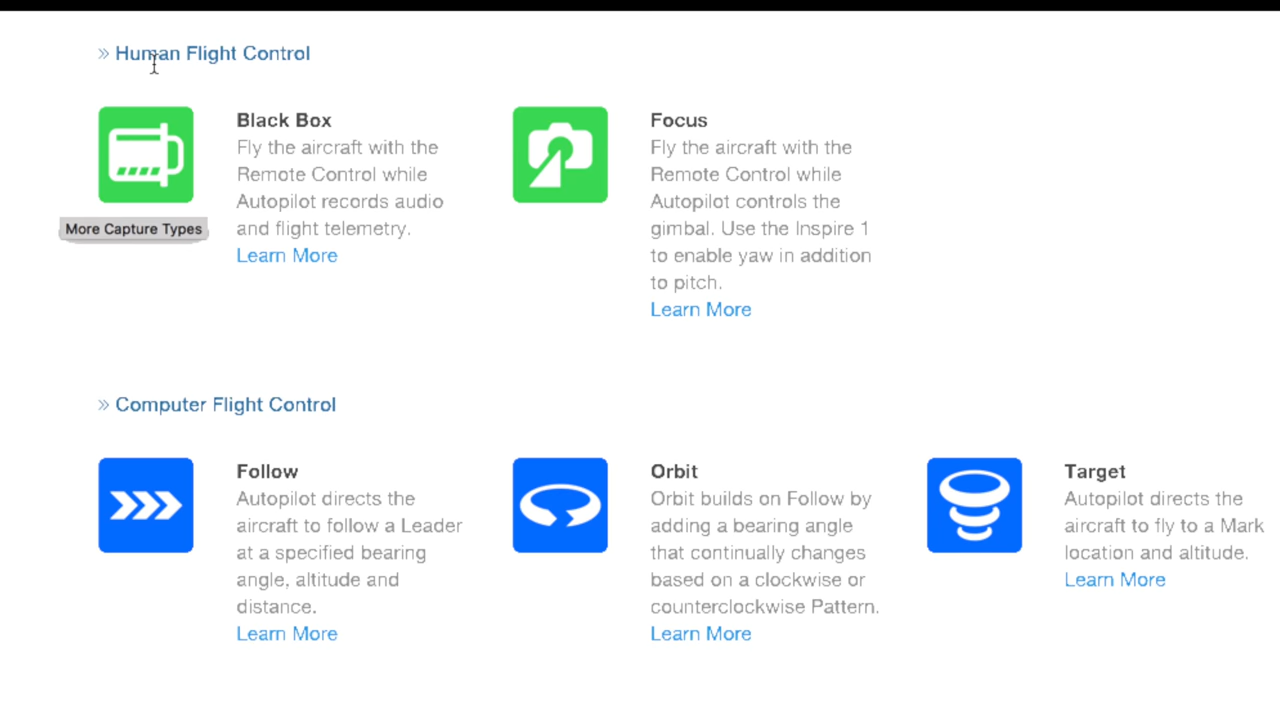 » Human Flight Control
Black Box
Fly the aircraft with the
Remote Control while
Autopilot records audio
and flight telemetry.
Learn More
More Capture Types
Focus
Fly the aircraft with the
Remote Control while
Autopilot controls the
gimbal. Use the Inspire 1
to enable yaw in addition
to pitch.
Learn More
» Computer Flight Control
Follow
Autopilot directs the
aircraft to follow a Leader
at a specified bearing
angle, altitude and
distance.
Learn More
Orbit
Orbit builds on Follow by
adding a bearing angle
that continually changes
based on a clockwise or
counterclockwise Pattern.
Learn More
Target
Autopilot directs the
aircraft to fly to a Mark
location and altitude.
Learn More